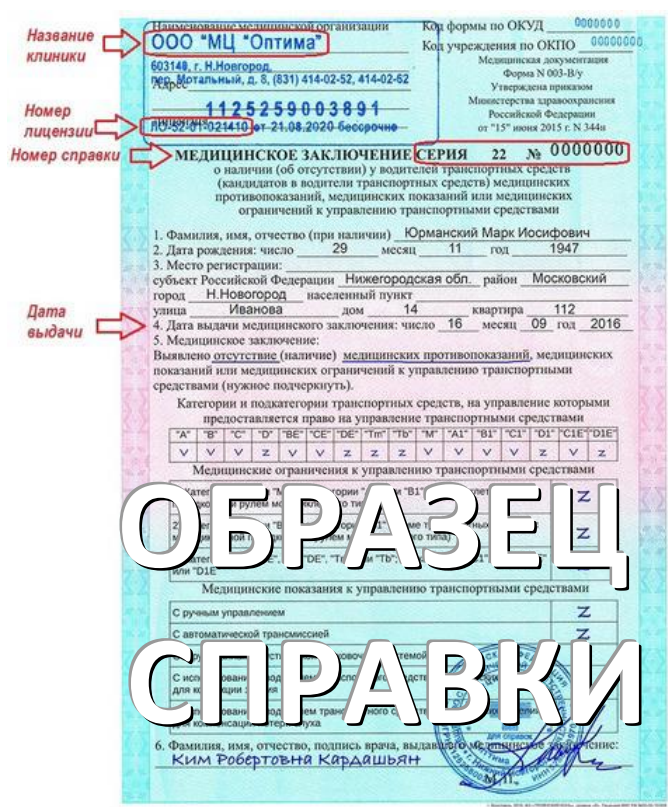 Название клиники
Номер лицензии
Номер справки
Дата выдачи
Наименование медицинской организации
ООО "МЦ "Оптима"
603148, г. Н.Новгород,
пер. Мотальный, д. 8, (831) 414-02-52, 414-02-62
Адрес
1125259003891
ЛО-52-01-021410 от 21.08.2020 бессрочно
Код формы по ОКУД 0000000
Код учреждения по ОКПО 00000000
Медицинская документация
Форма N 003-В/у
Утверждена приказом
Министерства здравоохранения
Российской Федерации
от "15" июня 2015 г. N 344н
МЕДИЦИНСКОЕ ЗАКЛЮЧЕНИЕ СЕРИЯ 22 № 0000000
о наличии (об отсутствии) у водителей транспортных средств
(кандидатов в водители транспортных средств) медицинских
противопоказаний, медицинских показаний или медицинских
ограничений к управлению транспортными средствами
1. Фамилия, имя, отчество (при наличии) Юрманский Марк Иосифович
2. Дата рождения: число 29 месяц 11 год 1947
3. Место регистрации:
субъект Российской Федерации Нижегородская обл. район Московский
город Н.Новогород населенный пункт
улица Иванова дом 14 квартира 112
4. Дата выдачи медицинского заключения: число 16 месяц 09 год 2016
5. Медицинское заключение:
Выявлено отсутствие (наличие) медицинских противопоказаний, медицинских
показаний или медицинских ограничений к управлению транспортными
средствами (нужное подчеркнуть).
Категории и подкатегории транспортных средств, на управление которыми
предоставляется право на управление транспортными средствами
"A" "B" "C" "D" "BE" "CE" "DE" "Tm" "Tb" "M" "A1" "B1" "C1" "D1" "C1E" "D1E"
V V V Z V V Z Z Z V V V V Z V Z
Медицинские ограничения к управлению транспортными средствами
ОБРАЗЕЦ
или "D1E"
Медицинские показания к управлению транспортными средствами
С ручным управлением Z
С автоматической трансмиссией Z
СПРАВКИ
6. Фамилия, имя, отчество, подпись врача, выдавшего медицинское заключение:
Ким Робертовна Кардашьян
М.П.